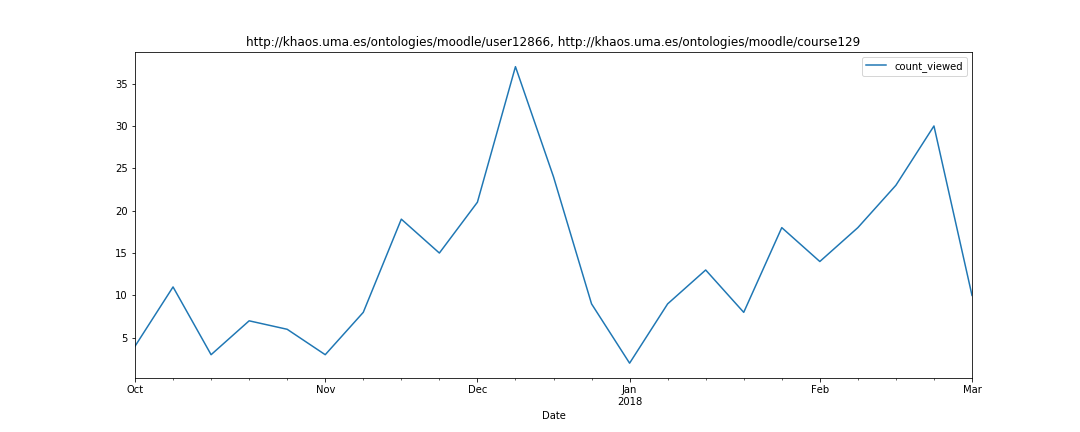 http://khaos.uma.es/ontologies/moodle/user12866, http://khaos.uma.es/ontologies/moodle/course129
count_viewed
35
30
25
20
15
10
5
Oct Nov Dec Jan Feb Mar
2018
Date